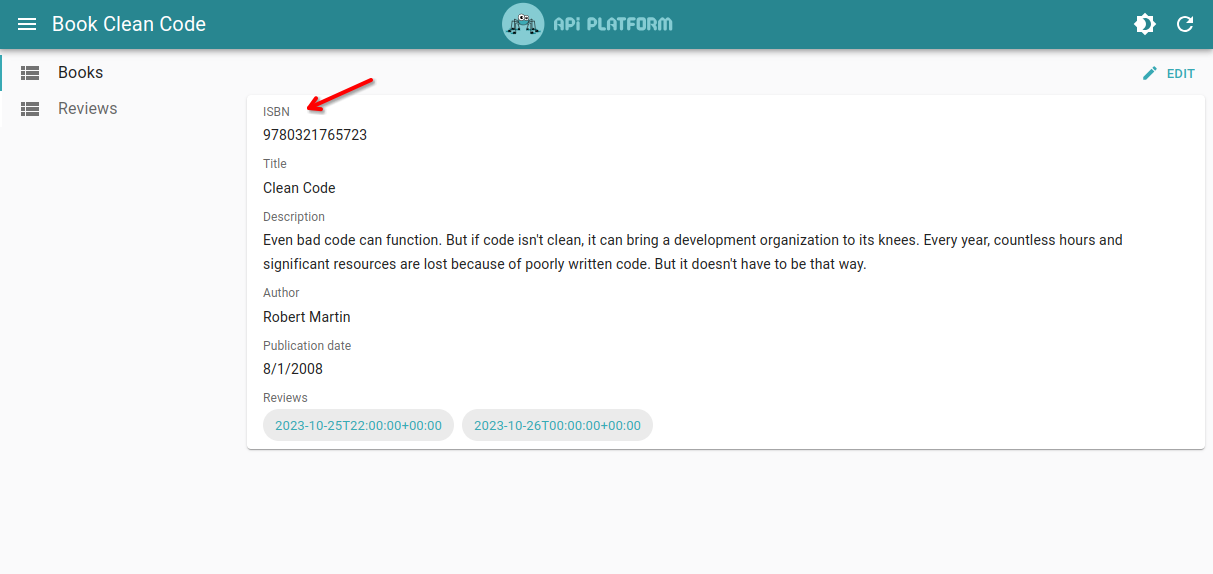 Book Clean Code
APi PLATFORM
Books
Reviews
EDIT
ISBN
9780321765723
Title
Clean Code
Description
Even bad code can function. But if code isn't clean, it can bring a development organization to its knees. Every year, countless hours and
significant resources are lost because of poorly written code. But it doesn't have to be that way.
Author
Robert Martin
Publication date
8/1/2008
Reviews
2023-10-25T22:00:00+00:00
2023-10-26T00:00:00+00:00